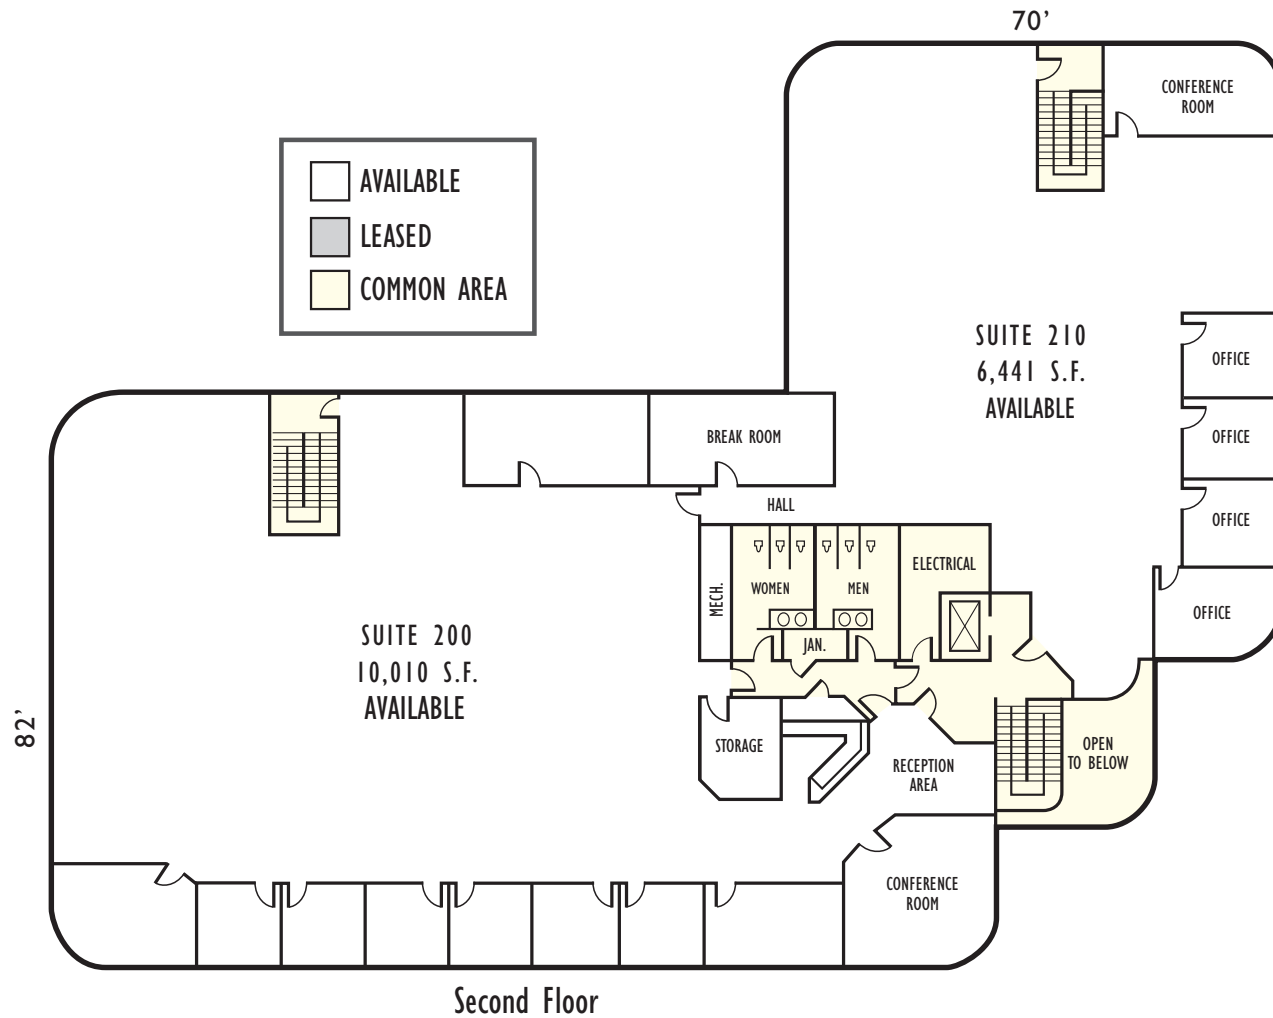 70’
CONFERENCE
ROOM
AVAILABLE
LEASED
COMMON AREA
SUITE 210
6,441 S.F.
AVAILABLE
OFFICE
OFFICE
OFFICE
OFFICE
BREAK ROOM
HALL
MECH.
WOMEN
MEN
ELECTRICAL
JAN.
SUITE 200
10,010 S.F.
AVAILABLE
82’
STORAGE
RECEPTION
AREA
OPEN
TO BELOW
CONFERENCE
ROOM
Second Floor